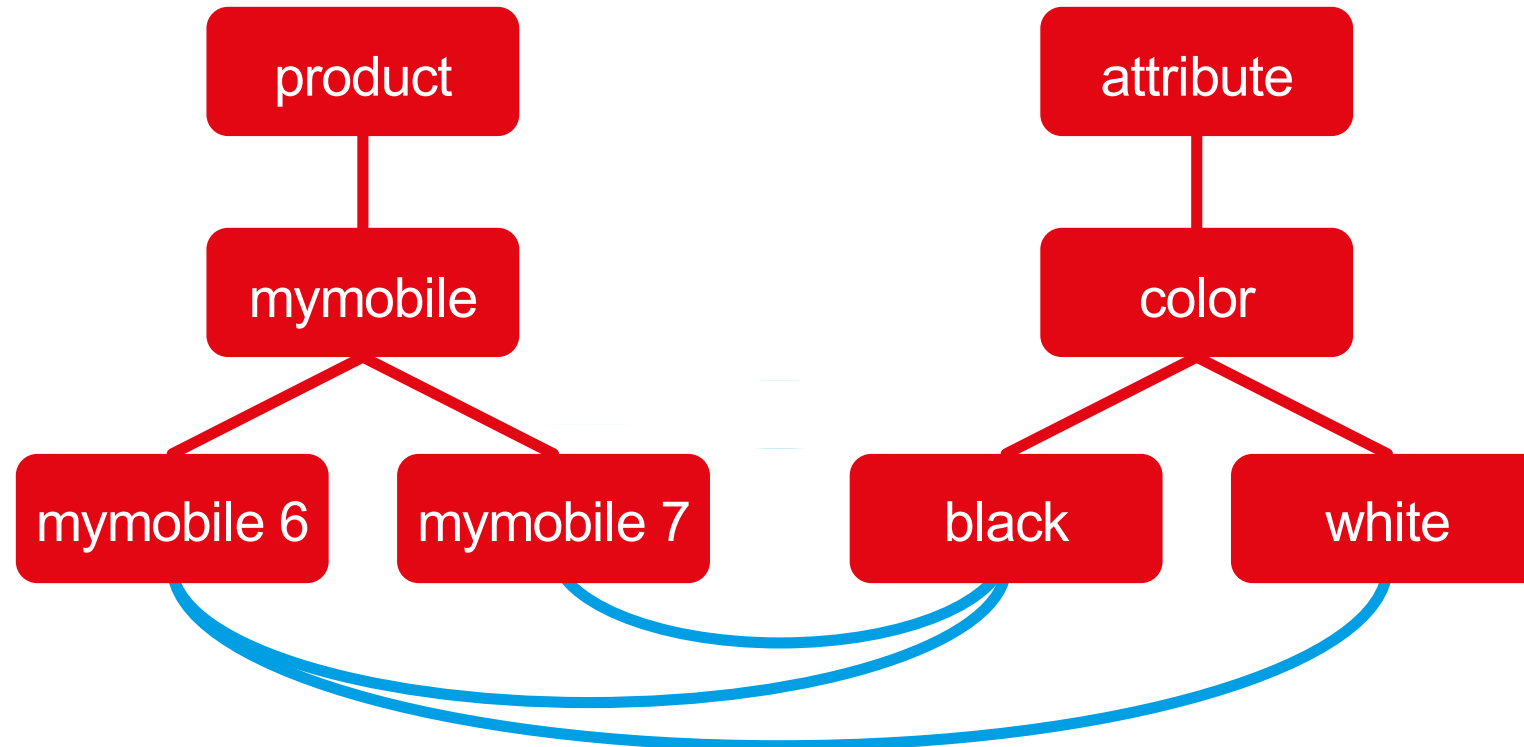 product
attribute
mymobile
color
mymobile 6
mymobile 7
black
white